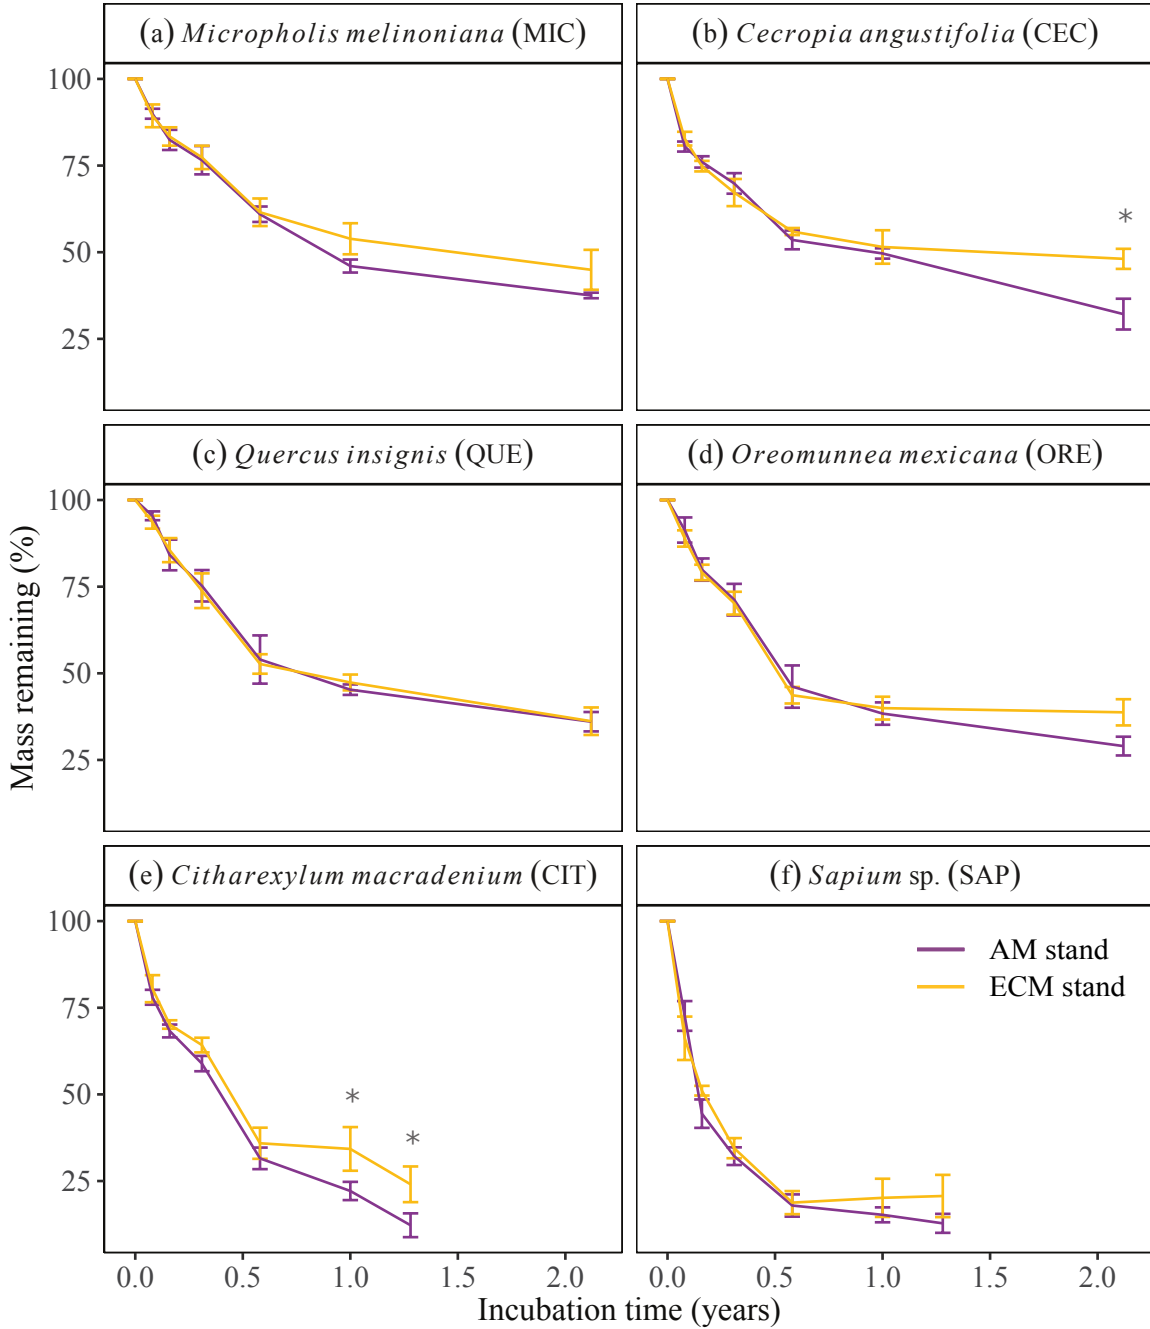 (a) Micropholis melinoniana (MIC)
(b) Cecropia angustifolia (CEC)
100
75
50
25
*
(c) Quercus insignis (QUE)
(d) Oreomunnea mexicana (ORE)
100
75
50
25
Mass remaining (%)
(e) Citharexylum macradenium (CIT)
(f) Sapium sp. (SAP)
100
75
50
25
*
*
AM stand
ECM stand
0.0 0.5 1.0 1.5 2.0
0.0 0.5 1.0 1.5 2.0
Incubation time (years)